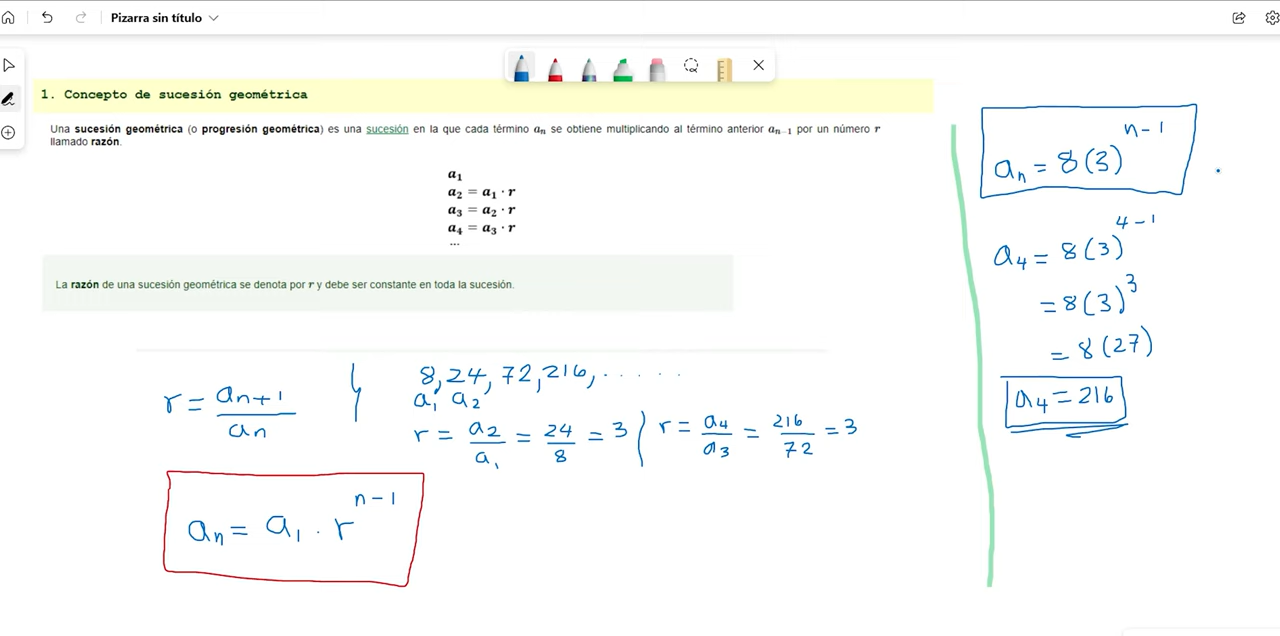 Pizarra sin título
1. Concepto de sucesión geométrica
Una sucesión geométrica (o progresión geométrica) es una sucesión en la que cada término aₙ se obtiene multiplicando al término anterior aₙ₋₁ por un número r
llamado razón.
a₁
a₂ = a₁ · r
a₃ = a₂ · r
a₄ = a₃ · r
...
La razón de una sucesión geométrica se denota por r y debe ser constante en toda la sucesión.
r = aₙ₊₁ / aₙ
8, 24, 72, 216, . . . . . .
a₁ a₂
r = a₂/a₁ = 24/8 = 3 / r = a₄/a₃ = 216/72 = 3
aₙ = a₁ · rⁿ⁻¹
aₙ = 8(3)ⁿ⁻¹
a₄ = 8(3)⁴⁻¹
= 8(3)³
= 8(27)
a₄ = 216